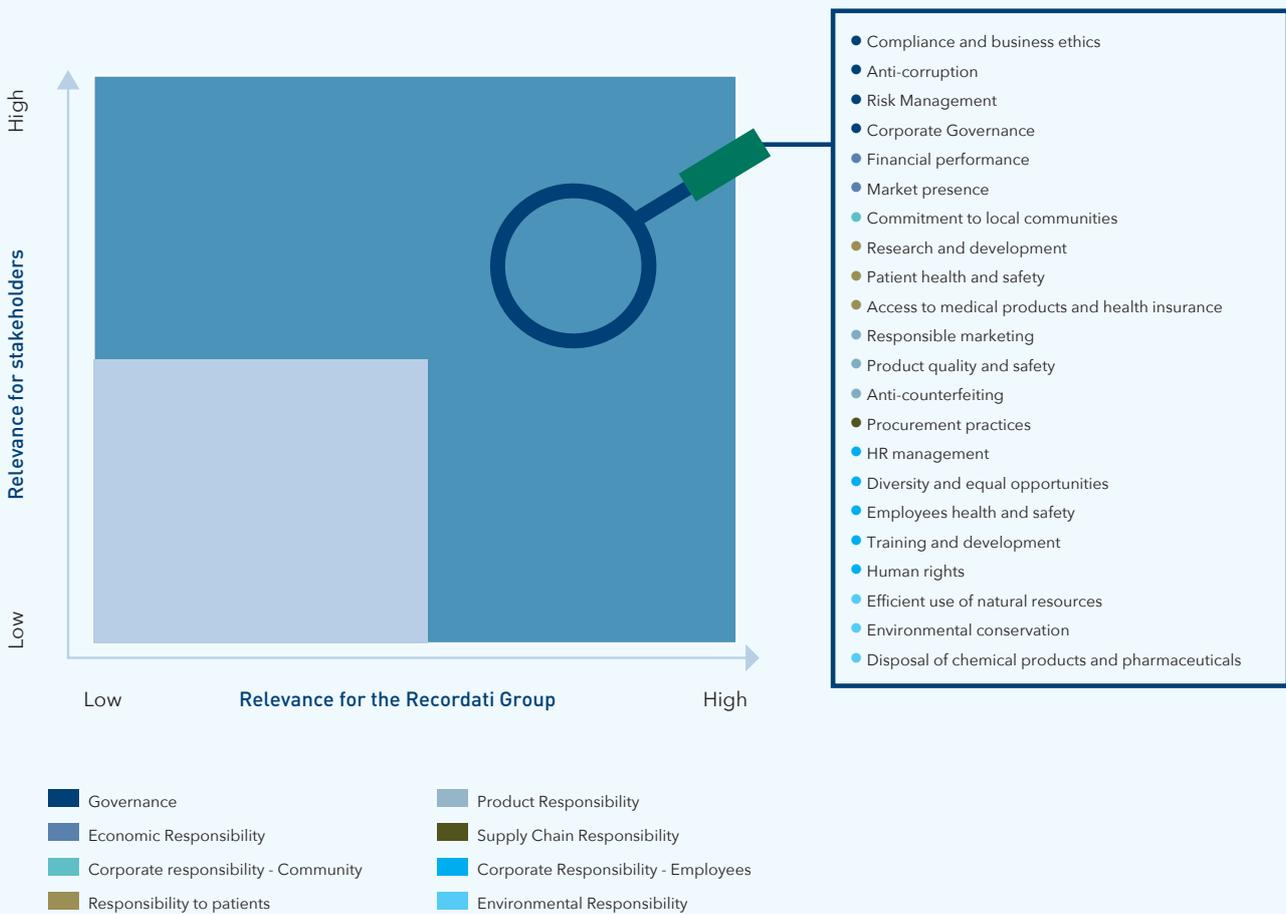 High
Relevance for stakeholders
Low
Low
Relevance for the Recordati Group
High
Compliance and business ethics
Anti-corruption
Risk Management
Corporate Governance
Financial performance
Market presence
Commitment to local communities
Research and development
Patient health and safety
Access to medical products and health insurance
Responsible marketing
Product quality and safety
Anti-counterfeiting
Procurement practices
HR management
Diversity and equal opportunities
Employees health and safety
Training and development
Human rights
Efficient use of natural resources
Environmental conservation
Disposal of chemical products and pharmaceuticals
Governance
Economic Responsibility
Corporate responsibility - Community
Responsibility to patients
Product Responsibility
Supply Chain Responsibility
Corporate Responsibility - Employees
Environmental Responsibility